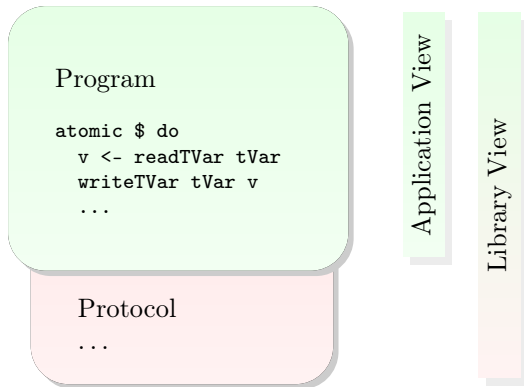 Program
atomic $ do
  v <- readTVar tVar
  writeTVar tVar v
  ...
Protocol
...
Application View
Library View